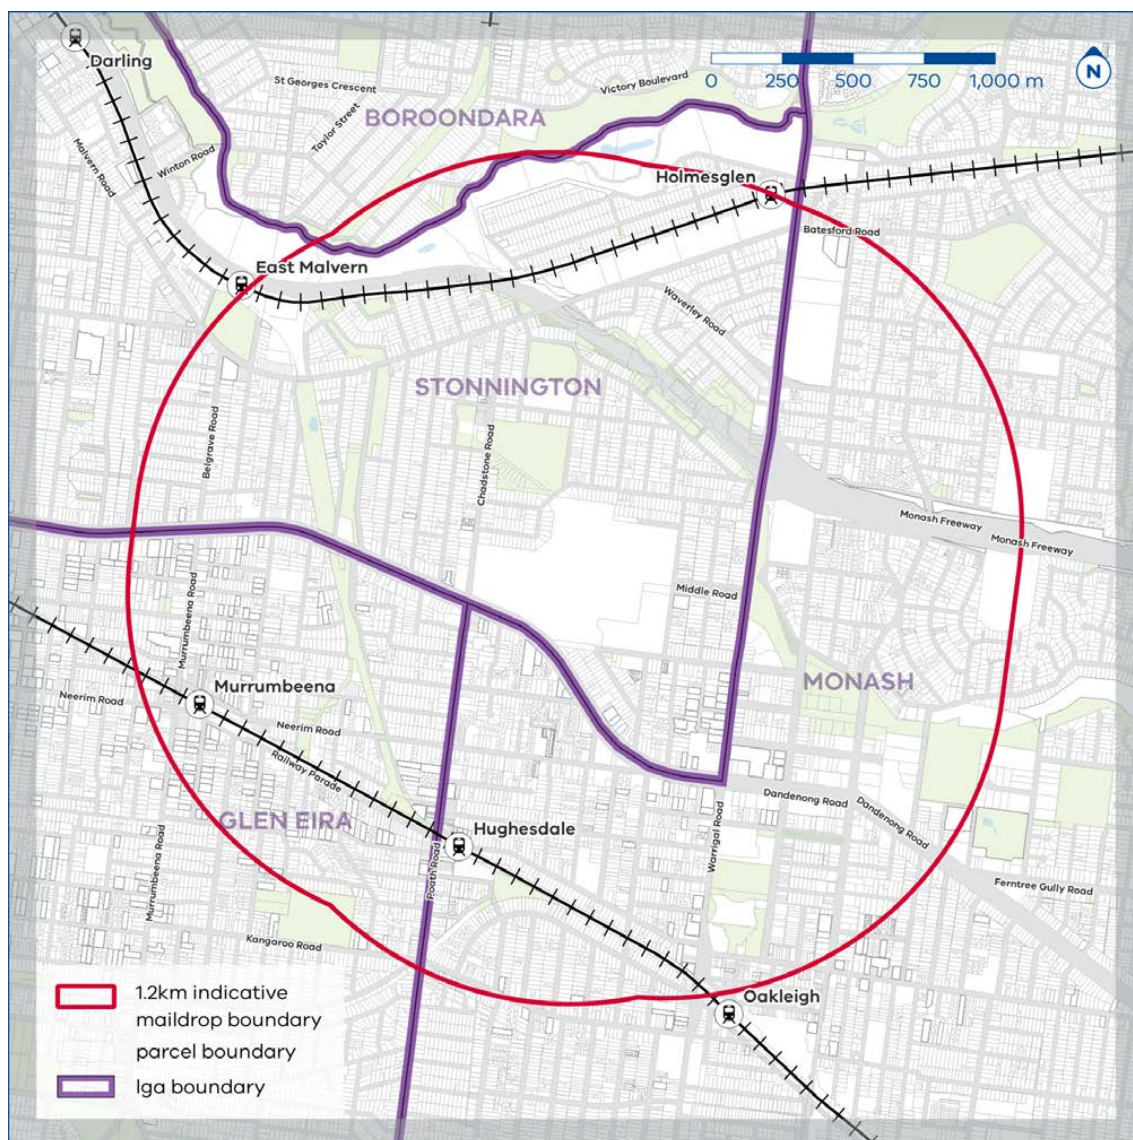 Darling
St Georges Crescent
Victory Boulevard
0 250 500 750 1,000 m
N
BOROONDARA
Taylor Street
Malvern Road
Winton Road
Holmesglen
Batesford Road
East Malvern
Waverley Road
STONNINGTON
Belgrave Road
Chadstone Road
Monash Freeway
Monash Freeway
Middle Road
Murrumbeena Road
MONASH
Murrumbeena
Neerim Road
Neerim Road
Railway Parade
Dandenong Road
Dandenong Road
GLEN EIRA
Hughesdale
Warrigal Road
Poath Road
Murrumbeena Road
Ferntree Gully Road
Kangaroo Road
Oakleigh
1.2km indicative
maildrop boundary
parcel boundary
lga boundary